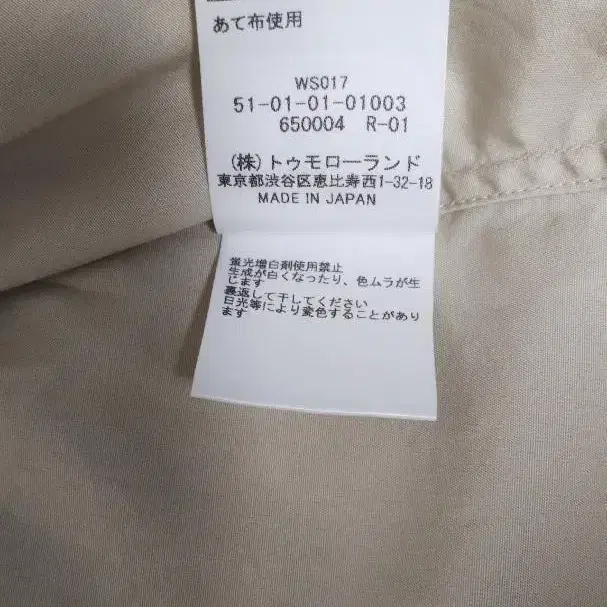 あて布使用
WS017
51-01-01-01003
650004 R-01
(株)トゥモローランド
東京都渋谷区恵比寿西1-32-18
MADE IN JAPAN
蛍光増白剤使用禁止
生成が白くなったり、色ムラが生
じます
裏返して干してください
日光等により変色することがあり
ます